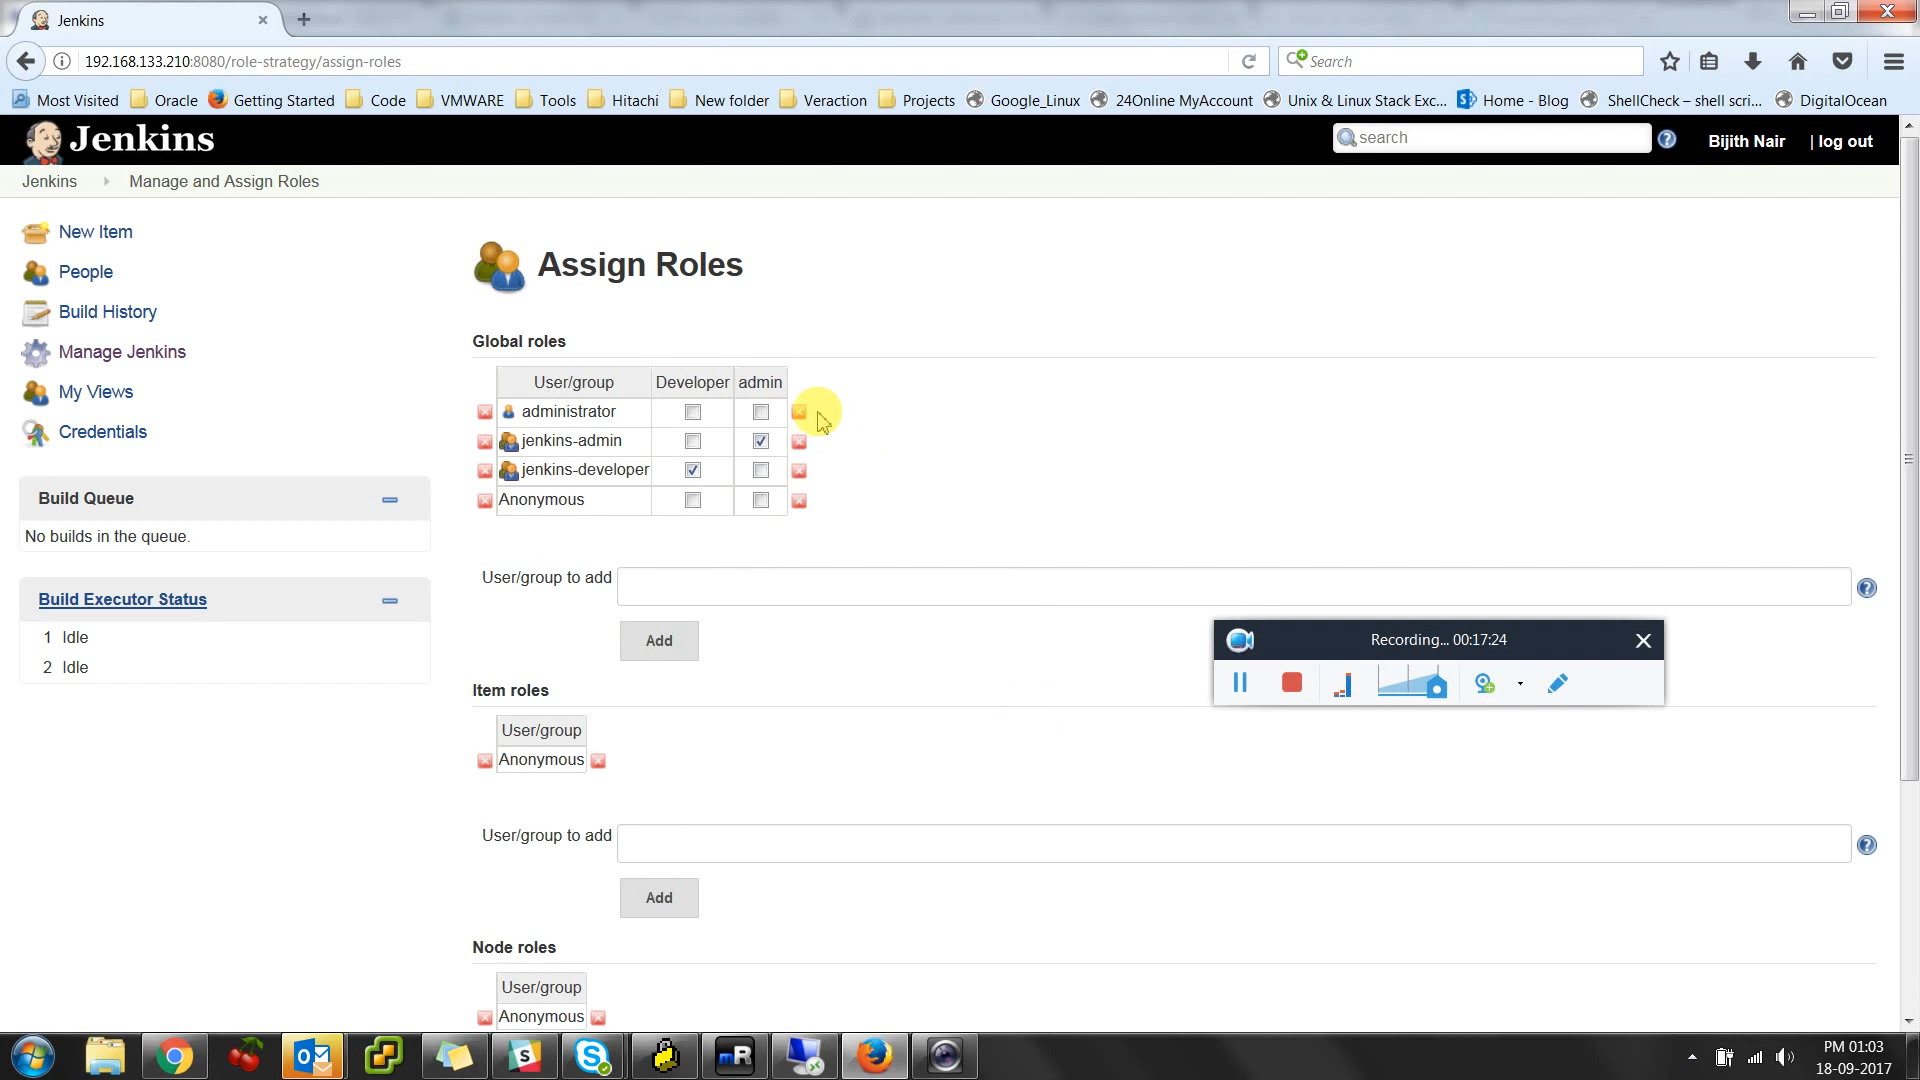 Jenkins
192.168.133.210:8080/role-strategy/assign-roles
Search
Most Visited Oracle Getting Started Code VMWARE Tools Hitachi New folder Veraction Projects Google_Linux 24Online MyAccount Unix & Linux Stack Exc... Home - Blog ShellCheck – shell scri... DigitalOcean
Jenkins
search
Bijith Nair | log out
Jenkins Manage and Assign Roles
New Item
People
Build History
Manage Jenkins
My Views
Credentials
Build Queue
No builds in the queue.
Build Executor Status
1 Idle
2 Idle
Assign Roles
Global roles
User/group Developer admin
administrator
jenkins-admin
jenkins-developer
Anonymous
User/group to add
Add
Recording... 00:17:24
Item roles
User/group
Anonymous
User/group to add
Add
Node roles
User/group
Anonymous
PM 01:03
18-09-2017